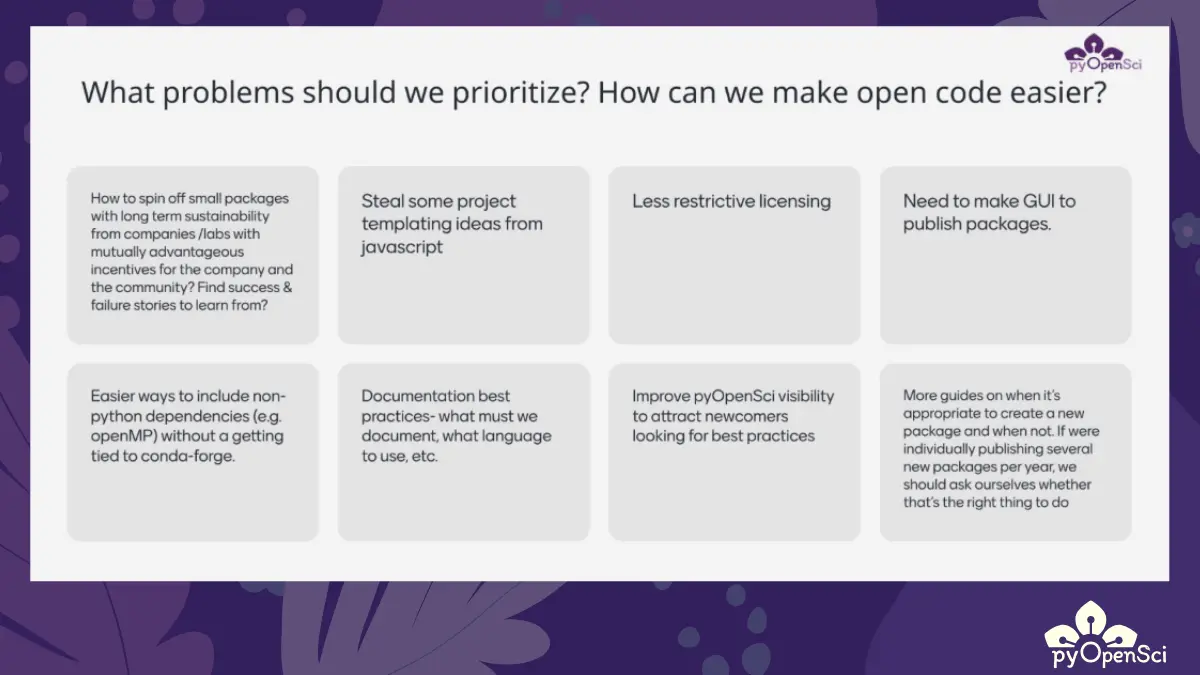 pyOpenSci
What problems should we prioritize? How can we make open code easier?
How to spin off small packages
with long term sustainability
from companies /labs with
mutually advantageous
incentives for the company and
the community? Find success &
failure stories to learn from?
Steal some project
templating ideas from
javascript
Less restrictive licensing
Need to make GUI to
publish packages.
Easier ways to include non-
python dependencies (e.g.
openMP) without a getting
tied to conda-forge.
Documentation best
practices- what must we
document, what language
to use, etc.
Improve pyOpenSci visibility
to attract newcomers
looking for best practices
More guides on when it's
appropriate to create a new
package and when not. If were
individually publishing several
new packages per year, we
should ask ourselves whether
that's the right thing to do
pyOpenSci